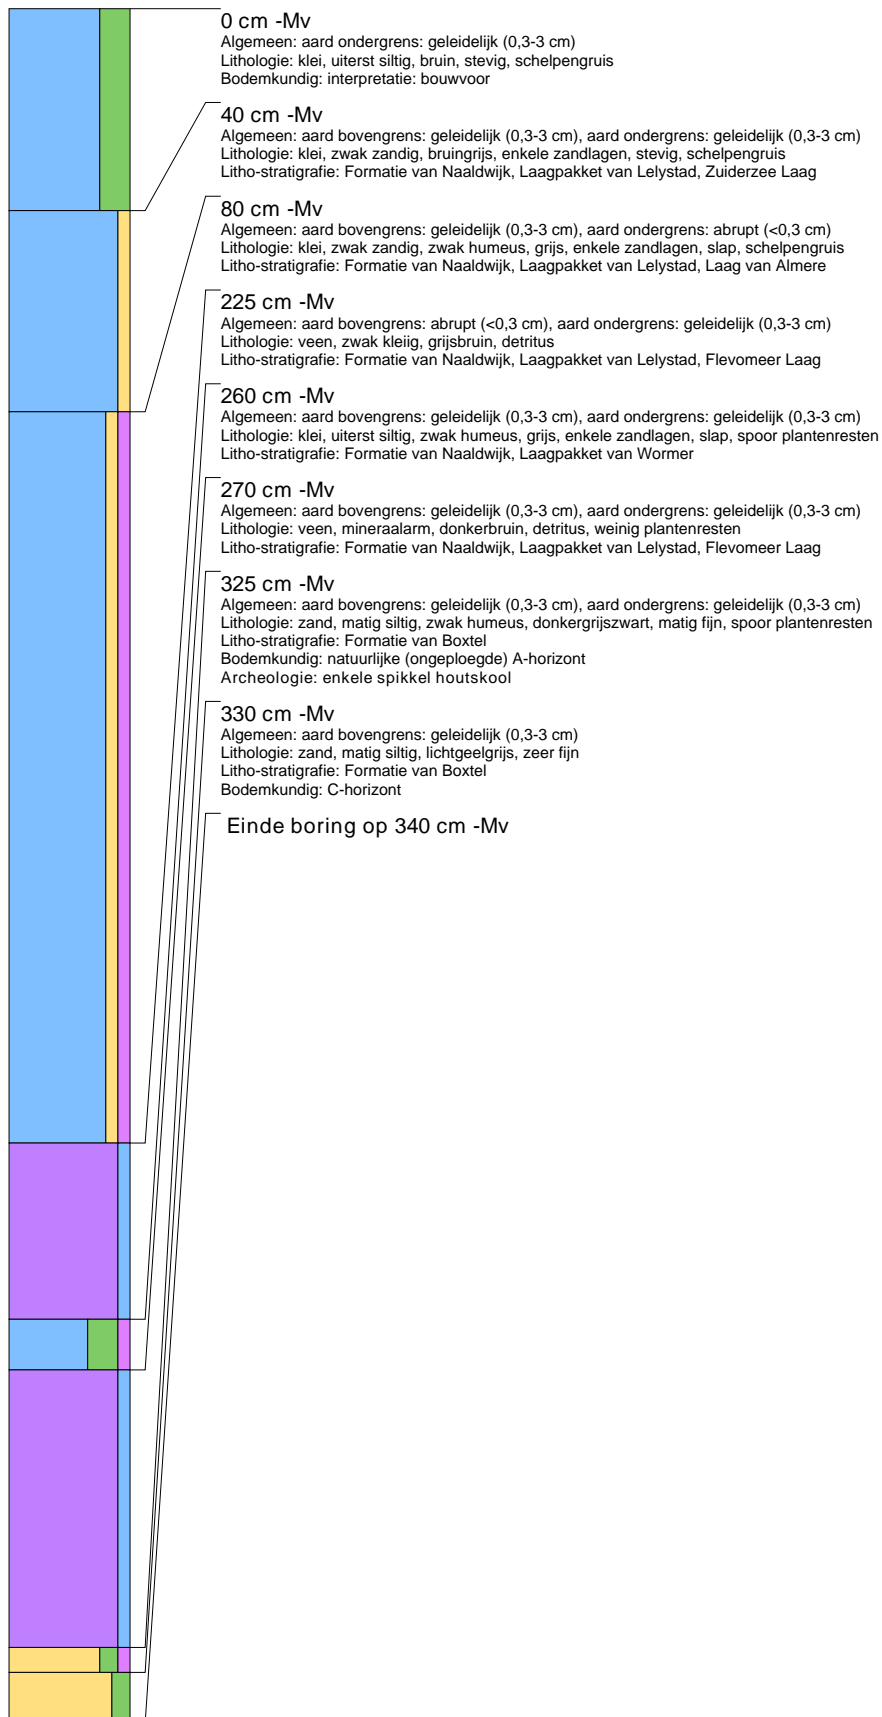 0 cm -Mv
Algemeen: aard ondergrens: geleidelijk (0,3-3 cm)
Lithologie: klei, uiterst siltig, bruin, stevig, schelpengruis
Bodemkundig: interpretatie: bouwvoor
40 cm -Mv
Algemeen: aard bovengrens: geleidelijk (0,3-3 cm), aard ondergrens: geleidelijk (0,3-3 cm)
Lithologie: klei, zwak zandig, bruingrijs, enkele zandlagen, stevig, schelpengruis
Litho-stratigrafie: Formatie van Naaldwijk, Laagpakket van Lelystad, Zuiderzee Laag
80 cm -Mv
Algemeen: aard bovengrens: geleidelijk (0,3-3 cm), aard ondergrens: abrupt (<0,3 cm)
Lithologie: klei, zwak zandig, zwak humeus, grijs, enkele zandlagen, slap, schelpengruis
Litho-stratigrafie: Formatie van Naaldwijk, Laagpakket van Lelystad, Laag van Almere
225 cm -Mv
Algemeen: aard bovengrens: abrupt (<0,3 cm), aard ondergrens: geleidelijk (0,3-3 cm)
Lithologie: veen, zwak kleiig, grijsbruin, detritus
Litho-stratigrafie: Formatie van Naaldwijk, Laagpakket van Lelystad, Flevomeer Laag
260 cm -Mv
Algemeen: aard bovengrens: geleidelijk (0,3-3 cm), aard ondergrens: geleidelijk (0,3-3 cm)
Lithologie: klei, uiterst siltig, zwak humeus, grijs, enkele zandlagen, slap, spoor plantenresten
Litho-stratigrafie: Formatie van Naaldwijk, Laagpakket van Wormer
270 cm -Mv
Algemeen: aard bovengrens: geleidelijk (0,3-3 cm), aard ondergrens: geleidelijk (0,3-3 cm)
Lithologie: veen, mineraalarm, donkerbruin, detritus, weinig plantenresten
Litho-stratigrafie: Formatie van Naaldwijk, Laagpakket van Lelystad, Flevomeer Laag
325 cm -Mv
Algemeen: aard bovengrens: geleidelijk (0,3-3 cm), aard ondergrens: geleidelijk (0,3-3 cm)
Lithologie: zand, matig siltig, zwak humeus, donkergrijszwart, matig fijn, spoor plantenresten
Litho-stratigrafie: Formatie van Boxtel
Bodemkundig: natuurlijke (ongeploegde) A-horizont
Archeologie: enkele spikkel houtskool
330 cm -Mv
Algemeen: aard bovengrens: geleidelijk (0,3-3 cm)
Lithologie: zand, matig siltig, lichtgeelgrijs, zeer fijn
Litho-stratigrafie: Formatie van Boxtel
Bodemkundig: C-horizont
Einde boring op 340 cm -Mv